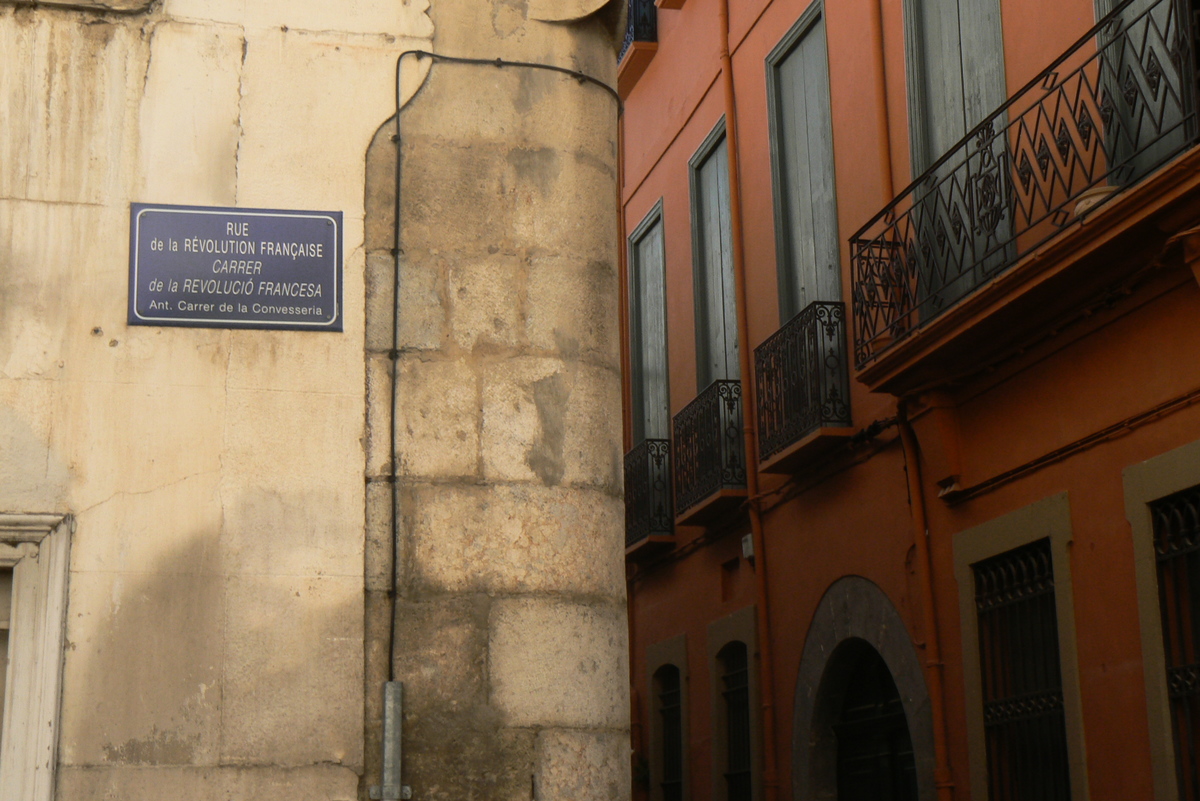 RUE
de la RÉVOLUTION FRANÇAISE
CARRER
de la REVOLUCIÓ FRANCESA
Ant. Carrer de la Convesseria